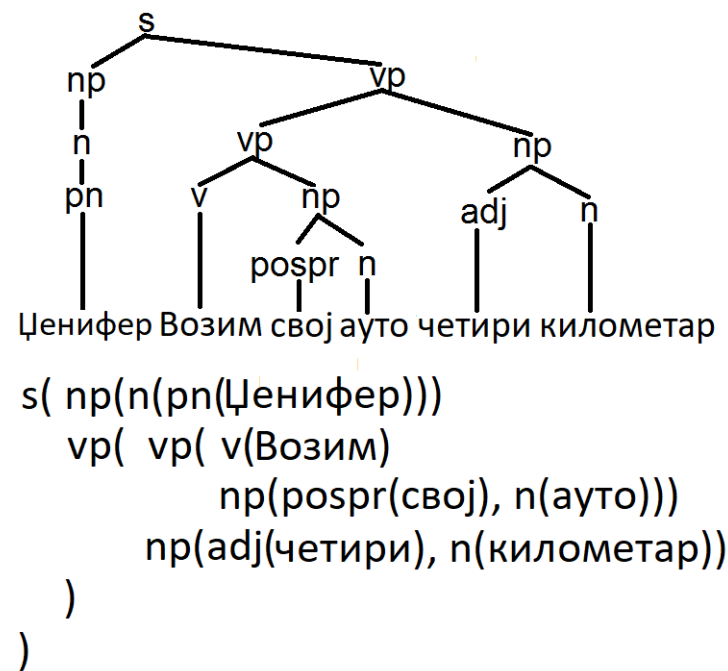 s
np vp
n vp np
pn v np adj n
pospr n
Џенифер Возим свој ауто четири километар
s( np(n(pn(Џенифер)))
vp( vp( v(Возим)
np(pospr(свој), n(ауто)))
np(adj(четири), n(километар))
)
)